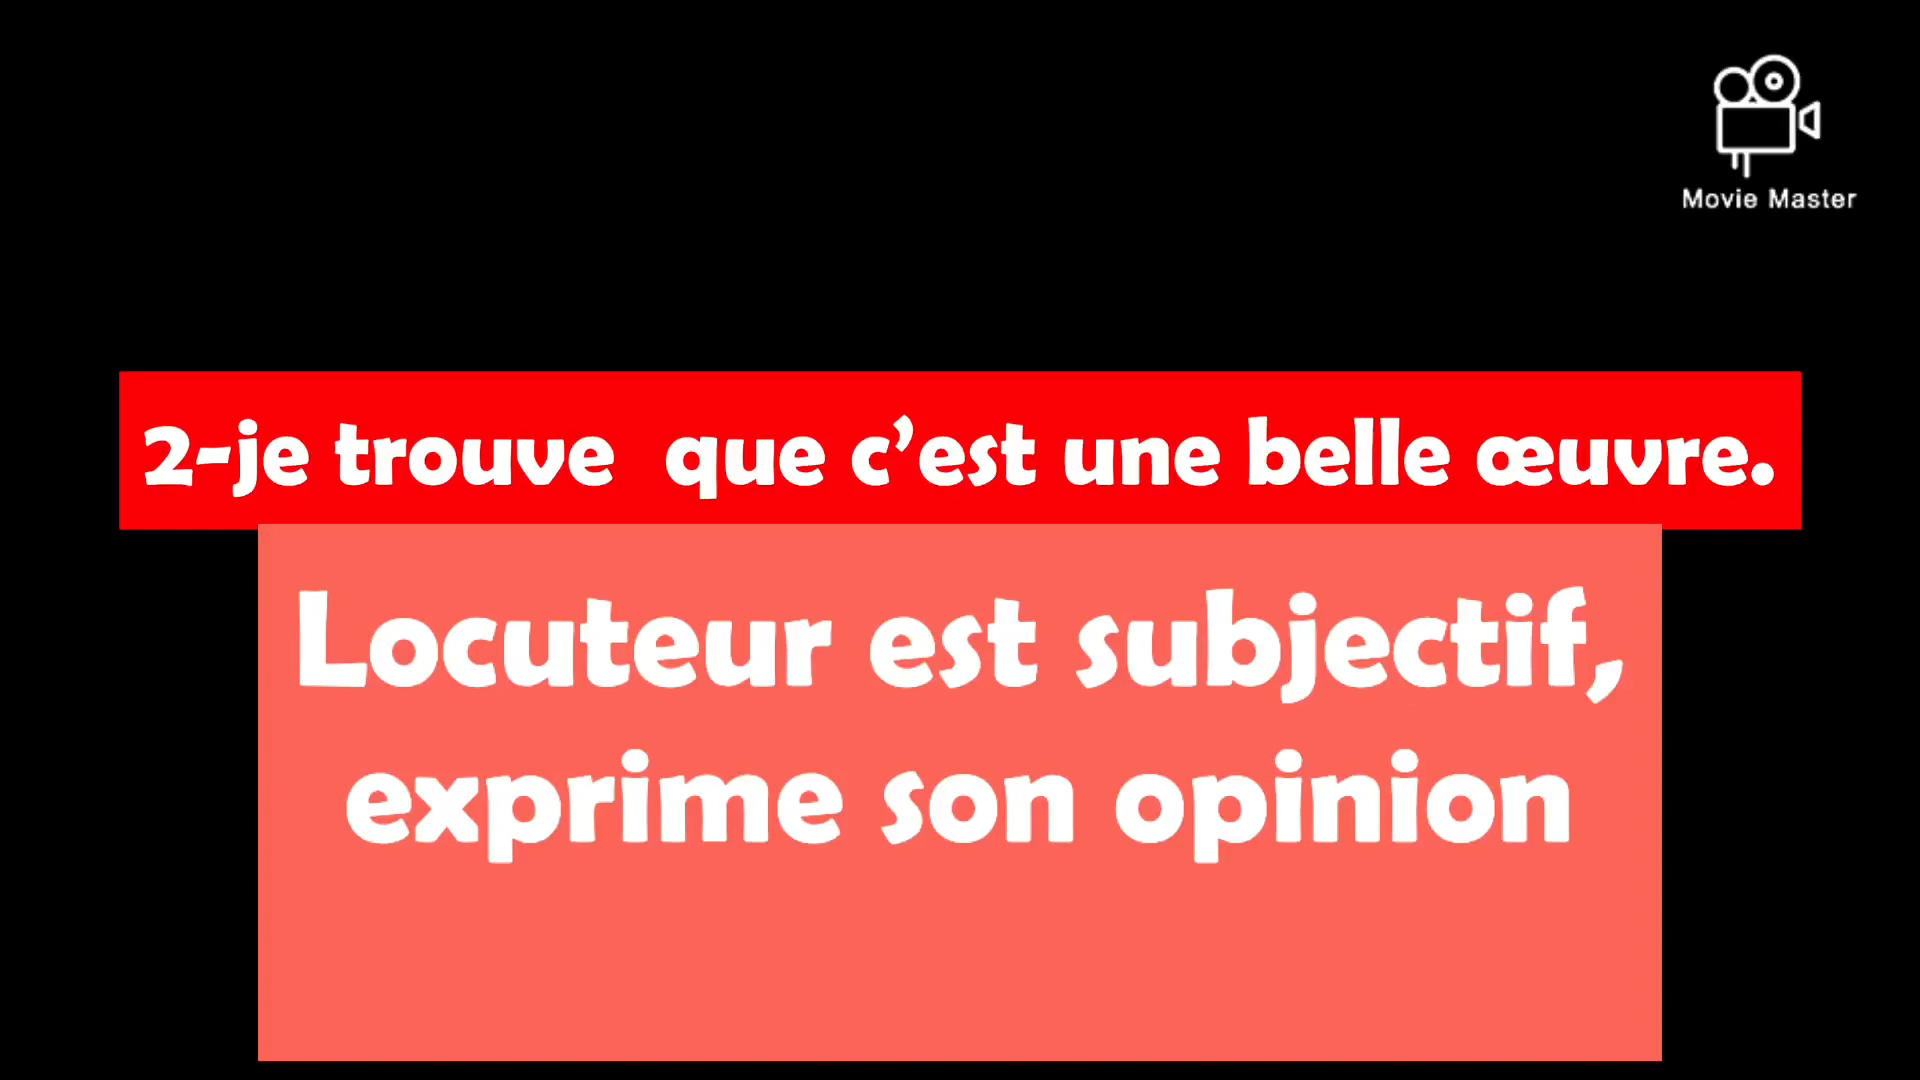 Movie Master
2-je trouve  que c’est une belle œuvre.
Locuteur est subjectif,
exprime son opinion